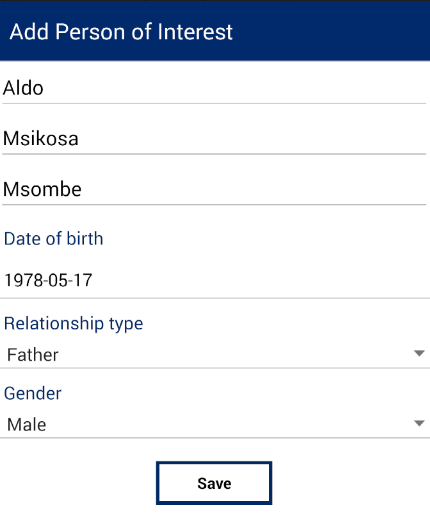 Add Person of Interest
Aldo
Msikosa
Msombe
Date of birth
1978-05-17
Relationship type
Father
Gender
Male
Save